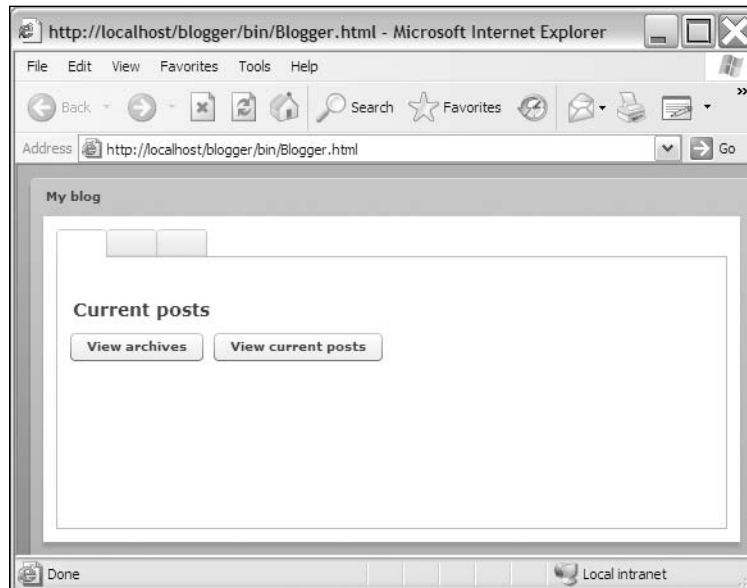 http://localhost/blogger/bin/Blogger.html - Microsoft Internet Explorer
File Edit View Favorites Tools Help
Back Search Favorites »
Address http://localhost/blogger/bin/Blogger.html Go
My blog
Current posts
View archives View current posts
Done Local intranet